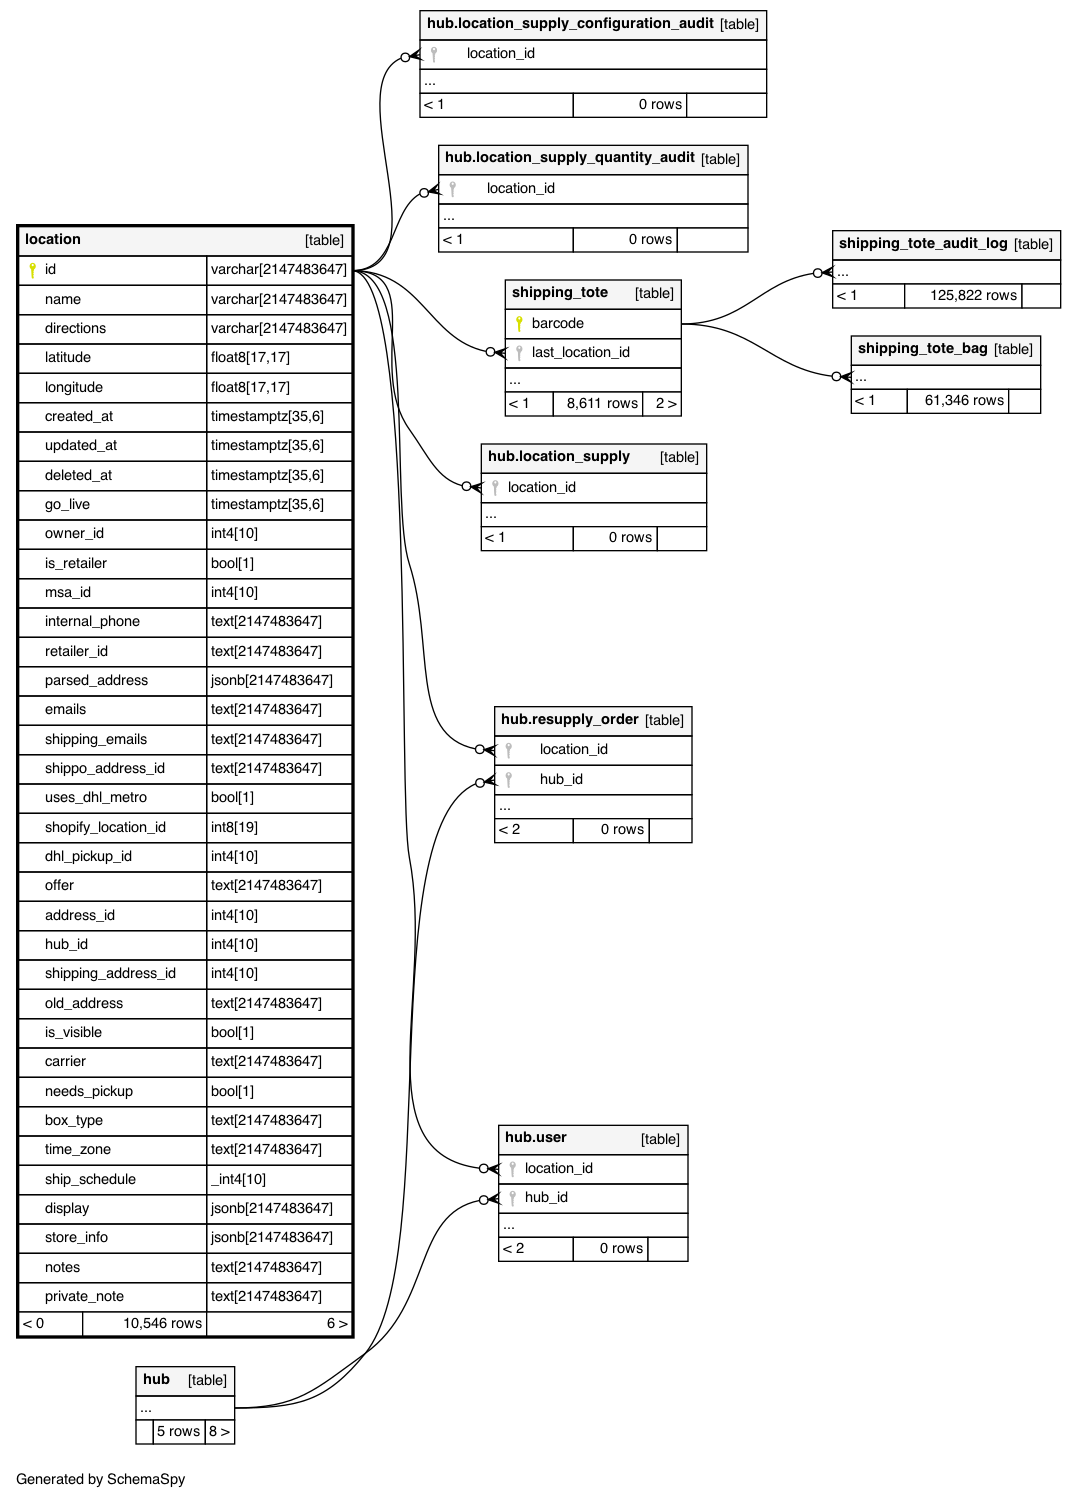 hub.location_supply_configuration_audit [table]
location_id
...
< 1 0 rows
hub.location_supply_quantity_audit [table]
location_id
...
< 1 0 rows
location [table]
id varchar[2147483647]
name varchar[2147483647]
directions varchar[2147483647]
latitude float8[17,17]
longitude float8[17,17]
created_at timestamptz[35,6]
updated_at timestamptz[35,6]
deleted_at timestamptz[35,6]
go_live timestamptz[35,6]
owner_id int4[10]
is_retailer bool[1]
msa_id int4[10]
internal_phone text[2147483647]
retailer_id text[2147483647]
parsed_address jsonb[2147483647]
emails text[2147483647]
shipping_emails text[2147483647]
shippo_address_id text[2147483647]
uses_dhl_metro bool[1]
shopify_location_id int8[19]
dhl_pickup_id int4[10]
offer text[2147483647]
address_id int4[10]
hub_id int4[10]
shipping_address_id int4[10]
old_address text[2147483647]
is_visible bool[1]
carrier text[2147483647]
needs_pickup bool[1]
box_type text[2147483647]
time_zone text[2147483647]
ship_schedule _int4[10]
display jsonb[2147483647]
store_info jsonb[2147483647]
notes text[2147483647]
private_note text[2147483647]
< 0 10,546 rows 6 >
shipping_tote [table]
barcode
last_location_id
...
< 1 8,611 rows 2 >
shipping_tote_audit_log [table]
...
< 1 125,822 rows
shipping_tote_bag [table]
...
< 1 61,346 rows
hub.location_supply [table]
location_id
...
< 1 0 rows
hub.resupply_order [table]
location_id
hub_id
...
< 2 0 rows
hub.user [table]
location_id
hub_id
...
< 2 0 rows
hub [table]
...
5 rows 8 >
Generated by SchemaSpy